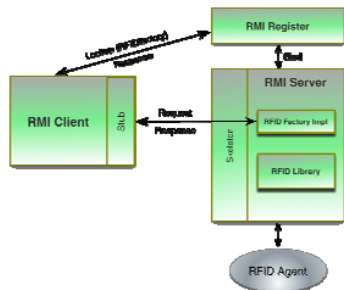 RMI Register
Lookup (RFIDFactory)
Response
Bind
RMI Server
RMI Client
Stub
Request
Response
Skeleton
RFID Factory Impl
RFID Library
RFID Agent